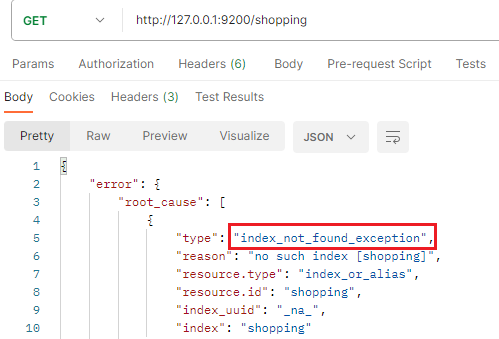 GET http://127.0.0.1:9200/shopping
Params Authorization Headers (6) Body Pre-request Script Tests
Body Cookies Headers (3) Test Results
Pretty Raw Preview Visualize JSON
1 {
2 "error": {
3 "root_cause": [
4 {
5 "type": "index_not_found_exception",
6 "reason": "no such index [shopping]",
7 "resource.type": "index_or_alias",
8 "resource.id": "shopping",
9 "index_uuid": "_na_",
10 "index": "shopping"